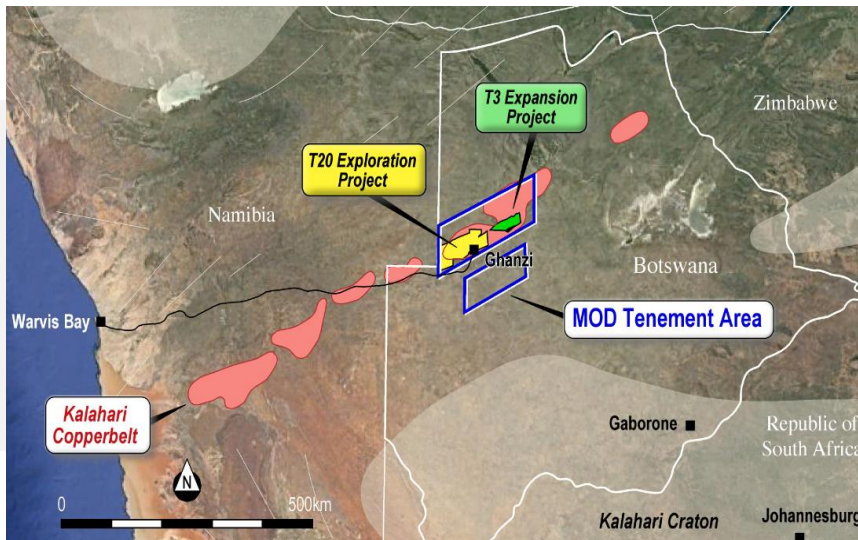 T3 Expansion
Project
Zimbabwe
T20 Exploration
Project
Namibia
Ghanzi
Botswana
Warvis Bay
MOD Tenement Area
Kalahari
Copperbelt
Gaborone
Republic of
South Africa
N
0
500km
Kalahari Craton
Johannesburg